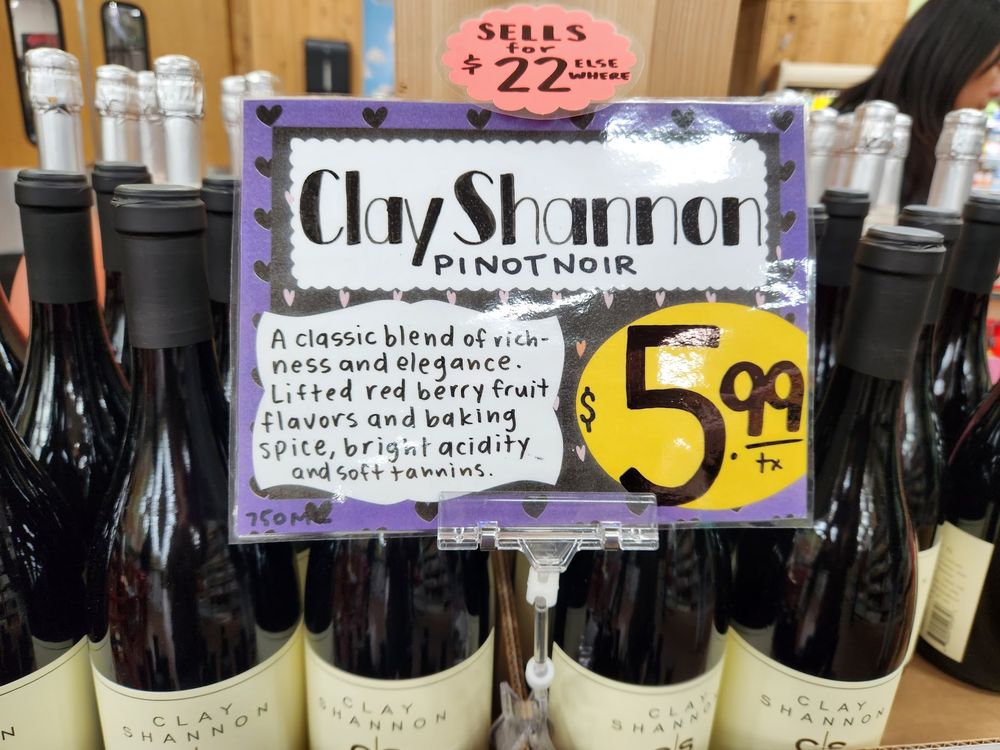 SELLS
for
$22 ELSE
WHERE
Clay Shannon
PINOT NOIR
A classic blend of rich-
ness and elegance.
Lifted red berry fruit
flavors and baking
spice, bright acidity
and soft tannins.
$5.99
tx
750ML
CLAY
SHANNON
CLAY
SHANNON
CLAY
SHANNON
CLAY
SHANNON